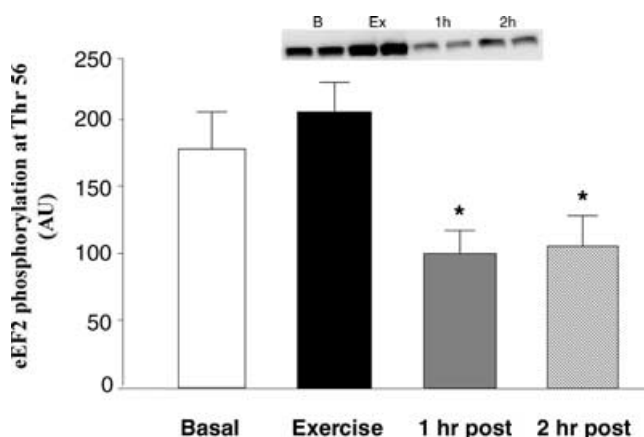 B Ex 1h 2h
250
200
150
100
50
0
eEF2 phosphorylation at Thr 56
(AU)
* *
Basal Exercise 1 hr post 2 hr post